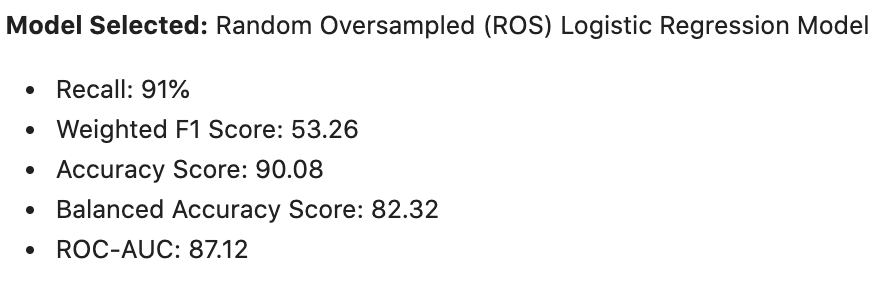 Model Selected: Random Oversampled (ROS) Logistic Regression Model
• Recall: 91%
• Weighted F1 Score: 53.26
• Accuracy Score: 90.08
• Balanced Accuracy Score: 82.32
• ROC-AUC: 87.12